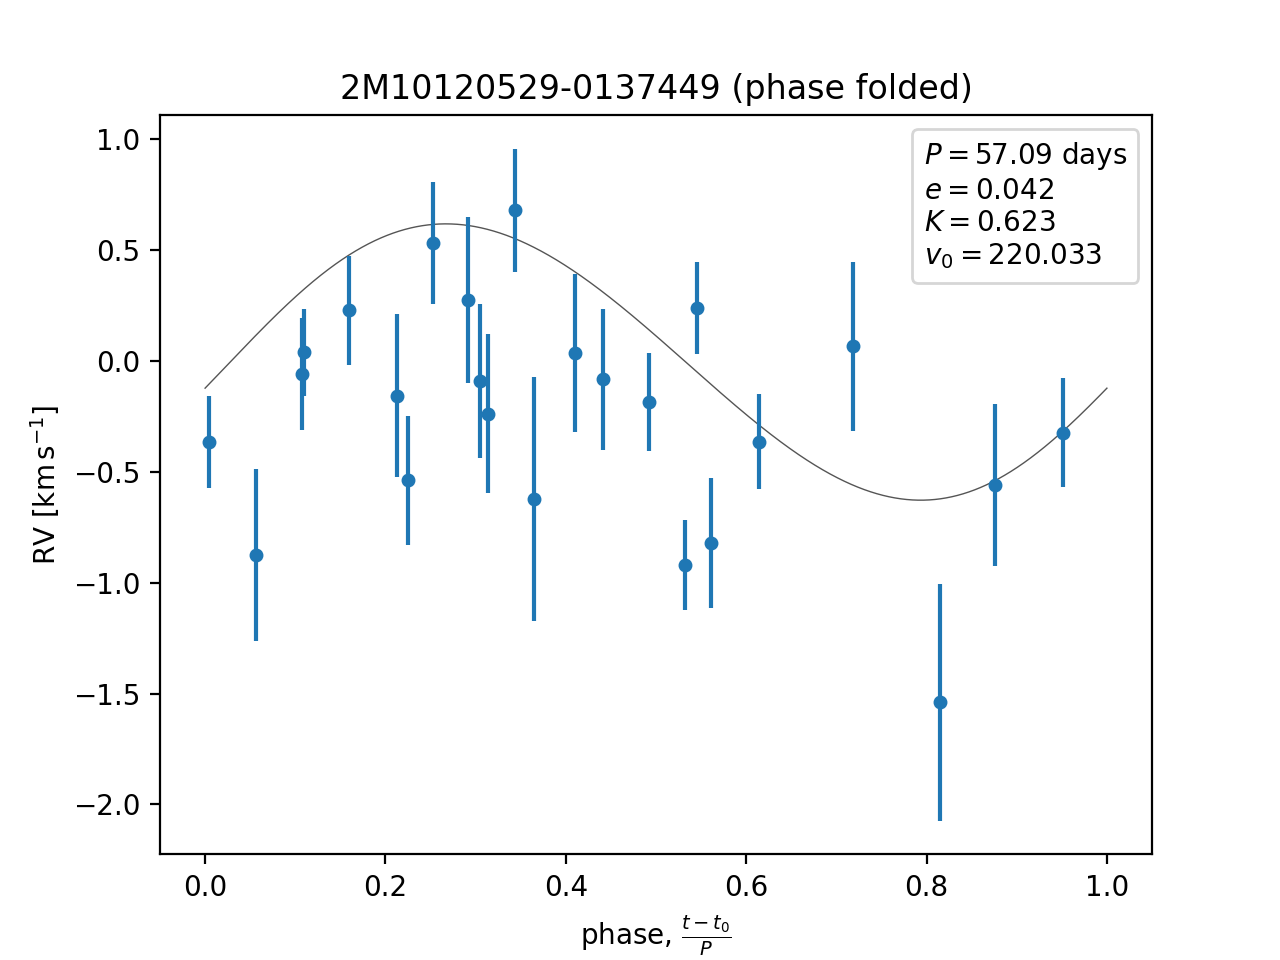 2M10120529-0137449 (phase folded)
P = 57.09 days
e = 0.042
K = 0.623
v₀ = 220.033
1.0
0.5
0.0
−0.5
−1.0
−1.5
−2.0
RV [km s⁻¹]
0.0 0.2 0.4 0.6 0.8 1.0
phase, (t − t₀)/P